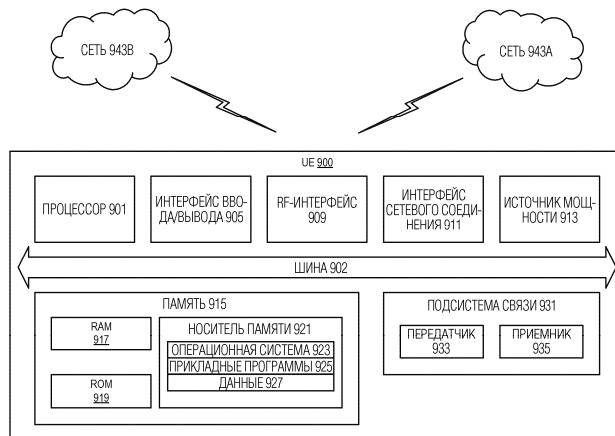 СЕТЬ 943B
СЕТЬ 943A
UE 900
ПРОЦЕССОР 901
ИНТЕРФЕЙС ВВО-
ДА/ВЫВОДА 905
RF-ИНТЕРФЕЙС
909
ИНТЕРФЕЙС
СЕТЕВОГО СОЕДИ-
НЕНИЯ 911
ИСТОЧНИК МОЩ-
НОСТИ 913
ШИНА 902
ПАМЯТЬ 915
RAM
917
ROM
919
НОСИТЕЛЬ ПАМЯТИ 921
ОПЕРАЦИОННАЯ СИСТЕМА 923
ПРИКЛАДНЫЕ ПРОГРАММЫ 925
ДАННЫЕ 927
ПОДСИСТЕМА СВЯЗИ 931
ПЕРЕДАТЧИК
933
ПРИЕМНИК
935